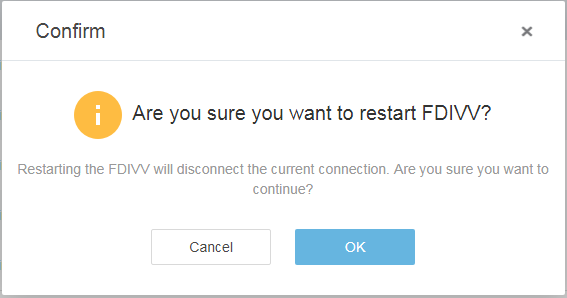 Confirm
Are you sure you want to restart FDIVV?
Restarting the FDIVV will disconnect the current connection. Are you sure you want to
continue?
Cancel
OK